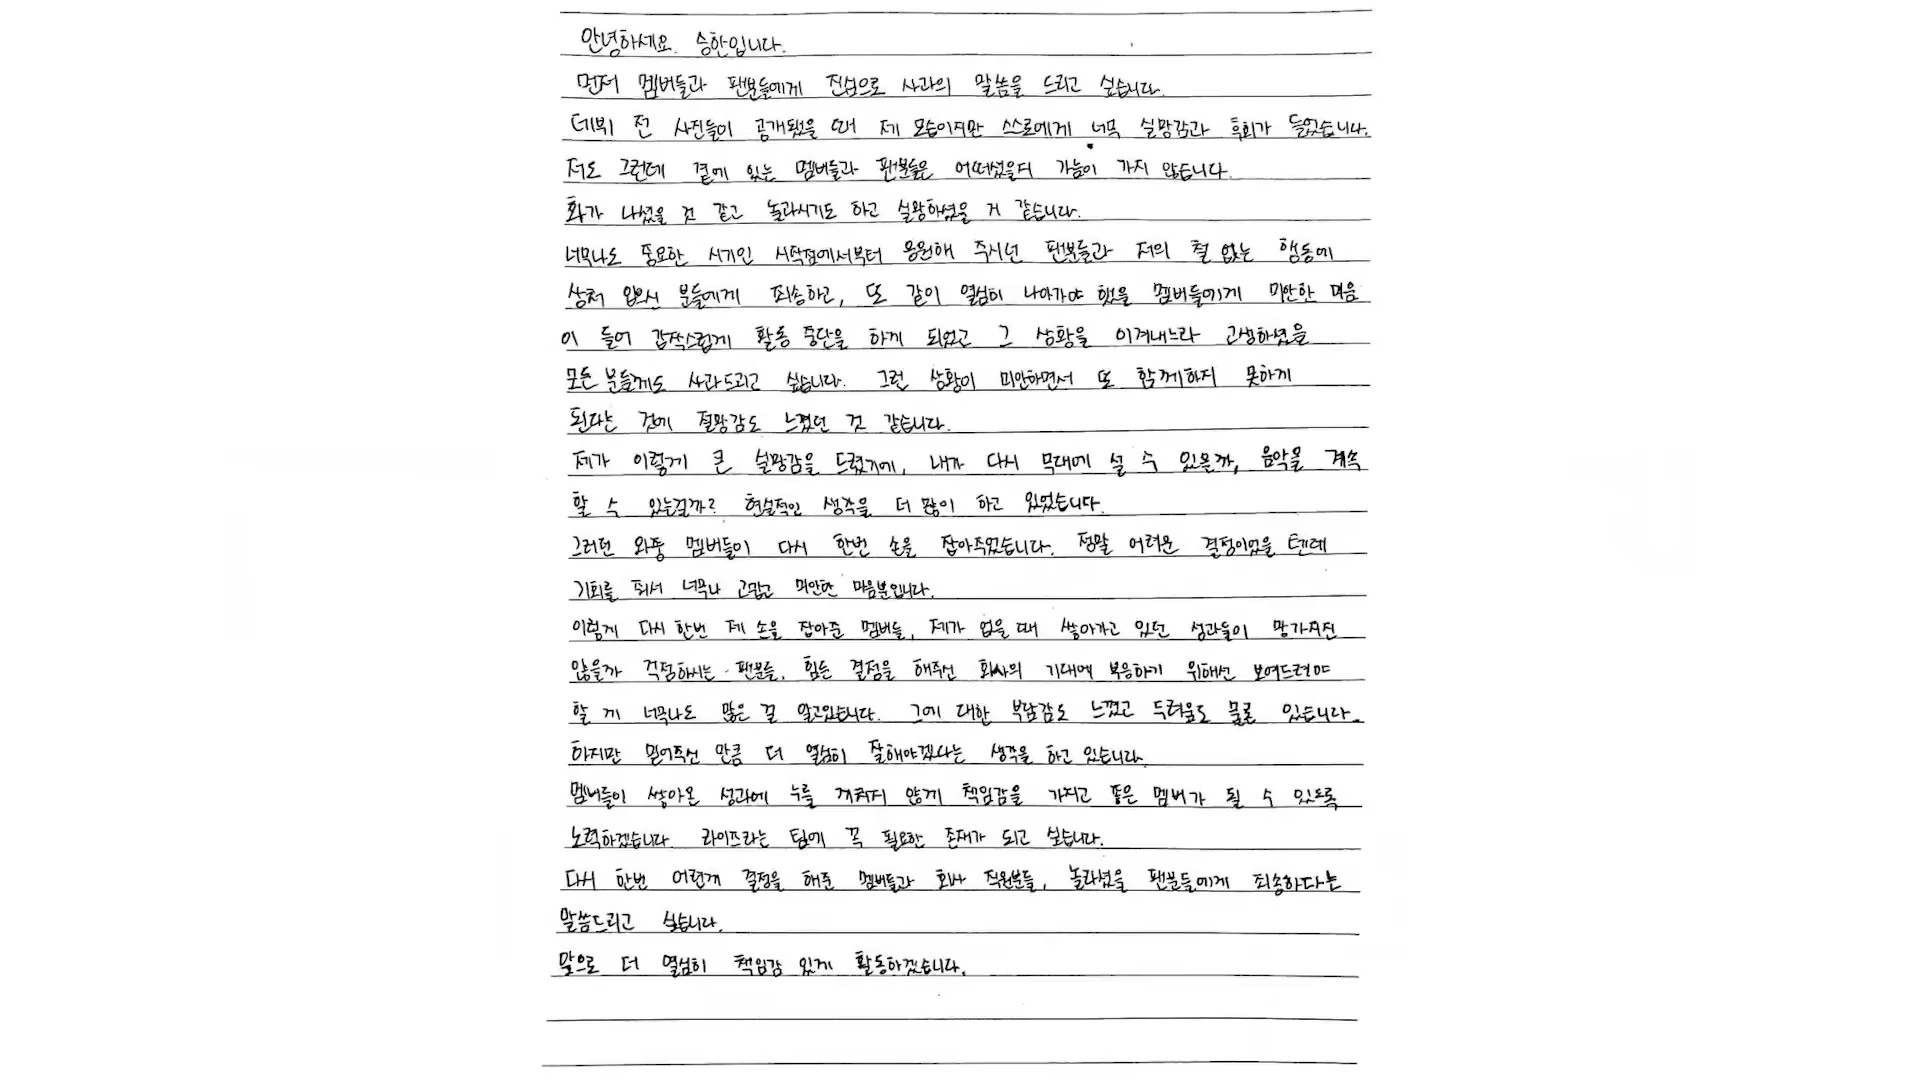 안녕하세요. 승한입니다.
먼저 멤버들과 팬분들에게 진심으로 사과의 말씀을 드리고 싶습니다.
데뷔 전 사진들이 공개됐을 때 제 모습이지만 스스로에게 너무 실망감과 후회가 들었습니다.
저도 그런데 곁에 있는 멤버들과 팬분들은 어떠셨을지 가늠이 가지 않습니다.
화가 나셨을 것 같고 놀라시기도 하고 실망하셨을 거 같습니다.
너무나도 중요한 시기인 시작점에서부터 응원해 주시던 팬분들과 저의 철 없는 행동에
상처 입으신 분들에게 죄송하고, 또 같이 열심히 나아가야 했을 멤버들에게 미안한 마음
이 들어 갑작스럽게 활동 중단을 하게 되었고 그 상황을 이겨내느라 고생하셨을
모든 분들께도 사과드리고 싶습니다. 그런 상황이 미안하면서 또 함께하지 못하게
된다는 것에 절망감도 느꼈던 것 같습니다.
제가 이렇게 큰 실망감을 드렸기에, 내가 다시 무대에 설 수 있을까, 음악을 계속
할 수 있는걸까? 현실적인 생각을 더 많이 하고 있었습니다.
그러던 와중 멤버들이 다시 한번 손을 잡아주었습니다. 정말 어려운 결정이었을 텐데
기회를 줘서 너무나 고맙고 미안한 마음뿐입니다.
이렇게 다시 한번 제 손을 잡아준 멤버들, 제가 없을 때 쌓아가고 있던 성과들이 망가지진
않을까 걱정하시는 팬분들, 힘든 결정을 해주신 회사의 기대에 부응하기 위해선 보여드려야
할 게 너무나도 많은 걸 알고있습니다. 그에 대한 부담감도 느꼈고 두려움도 물론 있습니다.
하지만 믿어주신 만큼 더 열심히 잘해야겠다는 생각을 하고 있습니다.
멤버들이 쌓아온 성과에 누를 끼치지 않게 책임감을 가지고 좋은 멤버가 될 수 있도록
노력하겠습니다. 라이즈라는 팀에 꼭 필요한 존재가 되고 싶습니다.
다시 한번 어렵게 결정을 해준 멤버들과 회사 직원분들, 놀라셨을 팬분들에게 죄송하다는
말씀드리고 싶습니다.
앞으로 더 열심히 책임감 있게 활동하겠습니다.